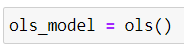 ols_model = ols()